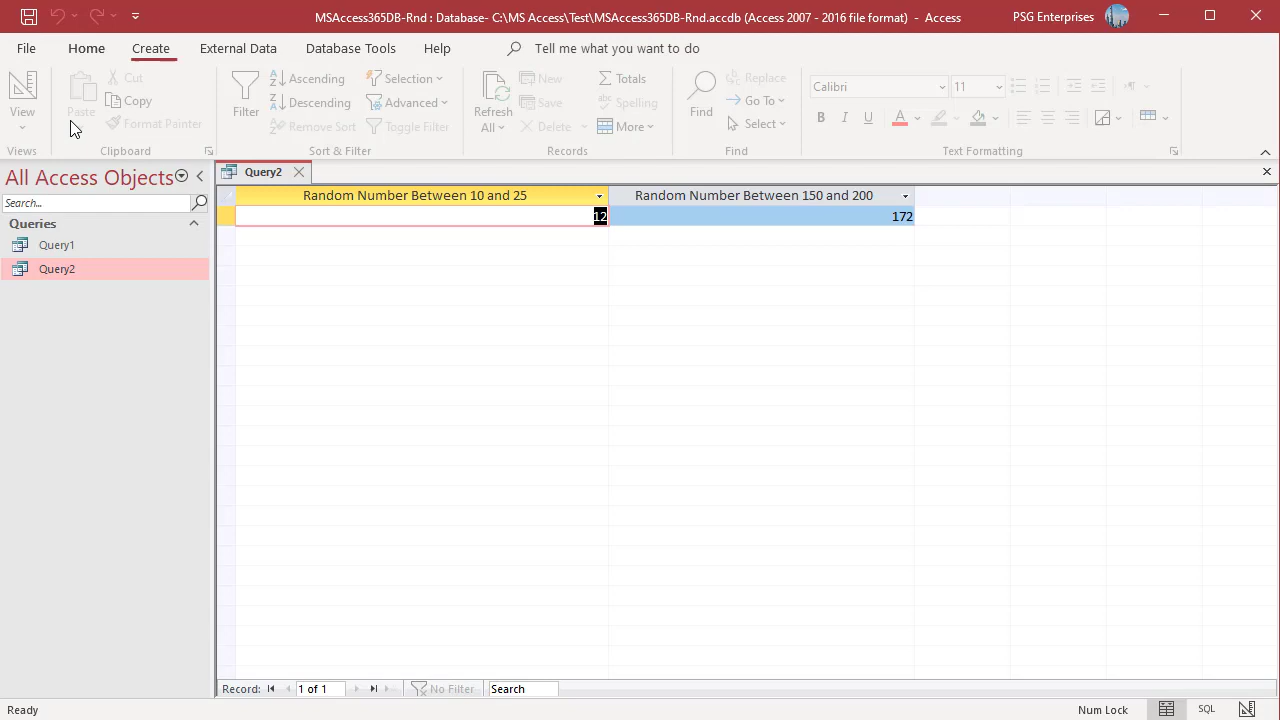 MSAccess365DB-Rnd : Database- C:\MS Access\Test\MSAccess365DB-Rnd.accdb (Access 2007 - 2016 file format) - Access
PSG Enterprises
File Home Create External Data Database Tools Help Tell me what you want to do
View
Views
Paste
Cut
Copy
Format Painter
Clipboard
Filter
Ascending
Descending
Remove Sort
Selection
Advanced
Toggle Filter
Sort & Filter
Refresh
All
New
Save
Delete
Totals
Spelling
More
Records
Find
Replace
Go To
Select
Find
Calibri 11
B I U A
Text Formatting
All Access Objects
Search...
Queries
Query1
Query2
Query2
Random Number Between 10 and 25 Random Number Between 150 and 200
12 172
Record: 1 of 1 No Filter Search
Ready Num Lock SQL